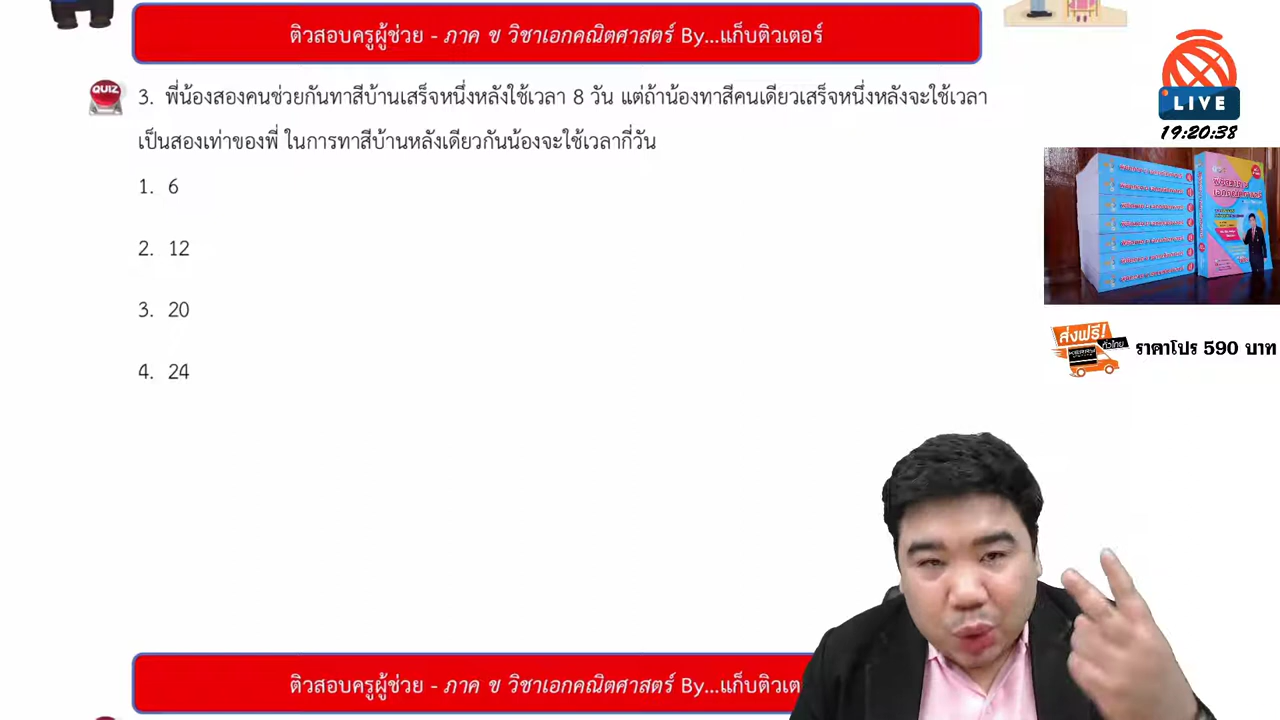 ติวสอบครูผู้ช่วย - ภาค ข วิชาเอกคณิตศาสตร์ By...แก็บติวเตอร์
QUIZ
3. พี่น้องสองคนช่วยกันทาสีบ้านเสร็จหนึ่งหลังใช้เวลา 8 วัน แต่ถ้าน้องทาสีคนเดียวเสร็จหนึ่งหลังจะใช้เวลา
เป็นสองเท่าของพี่ ในการทาสีบ้านหลังเดียวกันน้องจะใช้เวลากี่วัน
1. 6
2. 12
3. 20
4. 24
LIVE
19:20:38
ส่งฟรี!
ทั่วไทย
KERRY
ราคาโปร 590 บาท
ติวสอบครูผู้ช่วย - ภาค ข วิชาเอกคณิตศาสตร์ By...แก็บติวเต